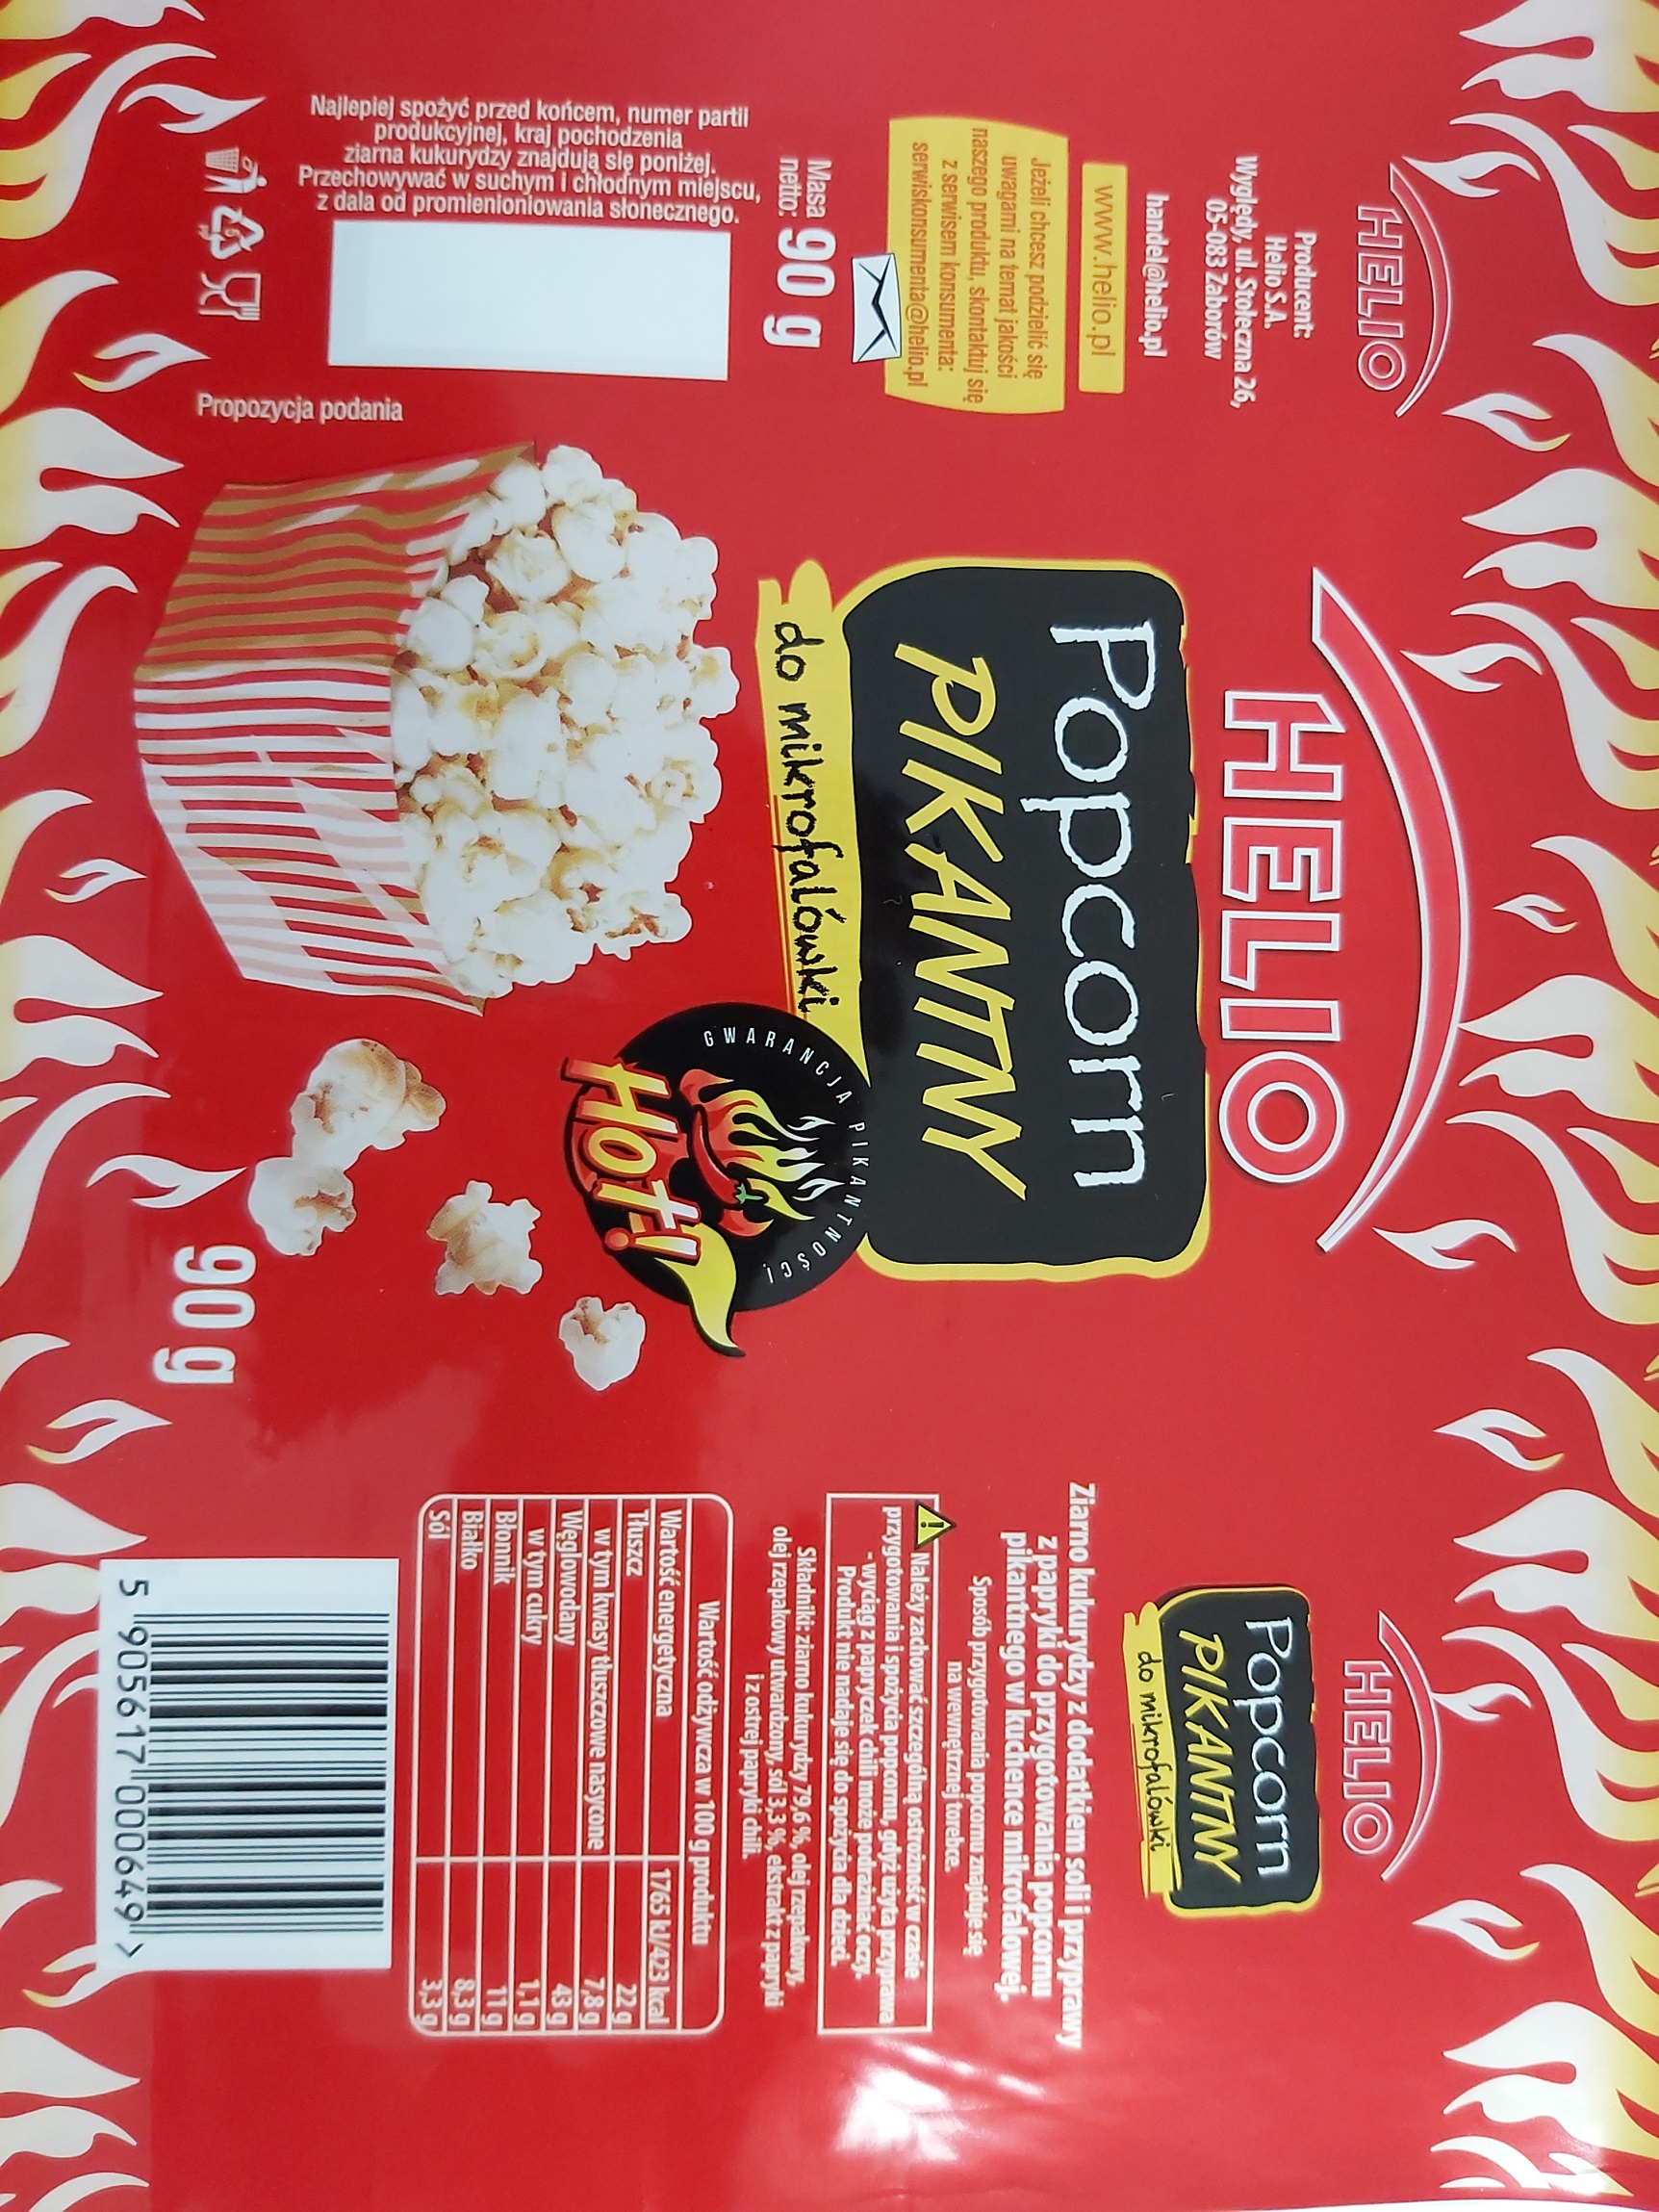 HELIO
Producent:
Helio S.A.
Wyględy, ul. Stołeczna 26,
05-083 Zaborów
handel@helio.pl
www.helio.pl
Jeżeli chcesz podzielić się
uwagami na temat jakości
naszego produktu, skontaktuj się
z serwisem konsumenta:
serwiskonsumenta@helio.pl
Masa
netto: 90 g
Najlepiej spożyć przed końcem, numer partii
produkcyjnej, kraj pochodzenia
ziarna kukurydzy znajdują się poniżej.
Przechowywać w suchym i chłodnym miejscu,
z dala od promienioniowania słonecznego.
Propozycja podania
HELIO
Popcorn
PIKANTNY
do mikrofalówki
GWARANCJA PIKANTNOŚCI
HOT!
90 g
HELIO
Popcorn
PIKANTNY
do mikrofalówki
Ziarno kukurydzy z dodatkiem soli i przyprawy
z papryki do przygotowania popcornu
pikantnego w kuchence mikrofalowej.
Sposób przygotowania popcornu znajduje się
na wewnętrznej torebce.
! Należy zachować szczególną ostrożność w czasie
przygotowania i spożycia popcornu, gdyż użyta przyprawa
- wyciąg z papryczek chili może podrażniać oczy.
Produkt nie nadaje się do spożycia dla dzieci.
Składniki: ziarno kukurydzy 79,6 %, olej rzepakowy,
olej rzepakowy utwardzony, sól 3,3 %, ekstrakt z papryki
i z ostrej papryki chili.
Wartość odżywcza w 100 g produktu
Wartość energetyczna 1765 kJ/423 kcal
Tłuszcz 22 g
w tym kwasy tłuszczowe nasycone 7,8 g
Węglowodany 43 g
w tym cukry 1,1 g
Błonnik 11 g
Białko 8,3 g
Sól 3,3 g
5 905617 000649 >